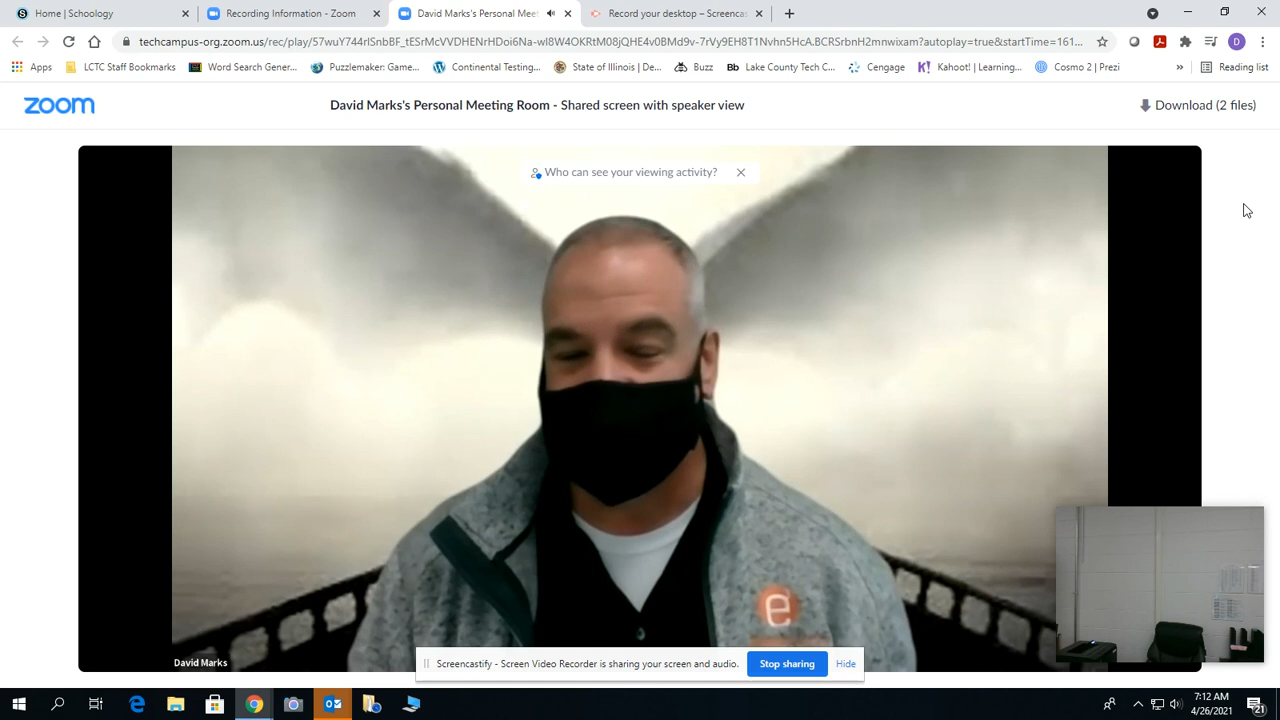 Home | Schoology
Recording Information - Zoom
David Marks's Personal Meet
Record your desktop – Screencas
techcampus-org.zoom.us/rec/play/57wuY744rISnbBF_tESrMcVVDHENrHDoi6Na-wl8W4OKRtM08jQHE4v0BMd9v-7rVy9EH8T1Nvhn5HcA.BCRSrbnH2mnwixam?autoplay=true&startTime=161...
D
Apps
LCTC Staff Bookmarks
Word Search Gener...
Puzzlemaker: Game...
Continental Testing...
State of Illinois | De...
Buzz
Bb Lake County Tech C...
Cengage
K! Kahoot! | Learning...
Cosmo 2 | Prezi
»
Reading list
zoom
David Marks's Personal Meeting Room - Shared screen with speaker view
Download (2 files)
Who can see your viewing activity?
e
David Marks
Screencastify - Screen Video Recorder is sharing your screen and audio.
Stop sharing
Hide
7:12 AM
4/26/2021
21